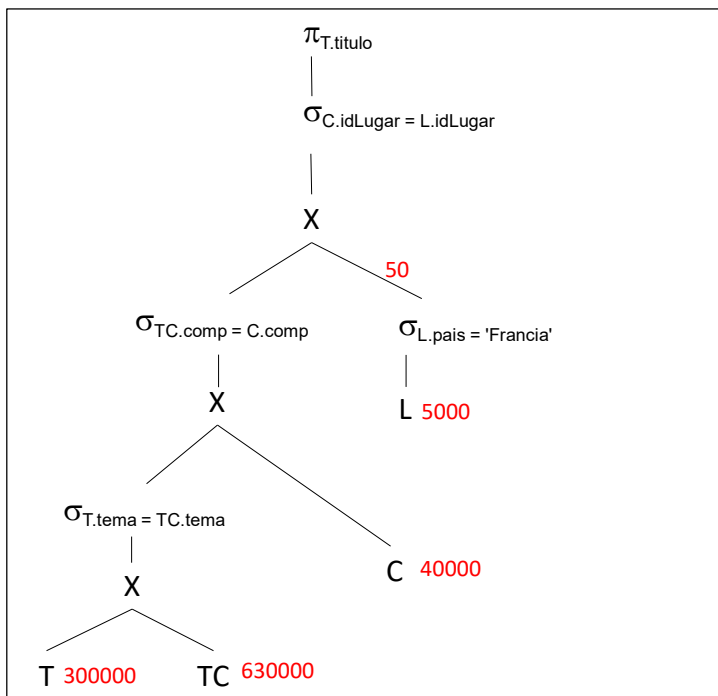 πT.titulo
σC.idLugar = L.idLugar
X
50
σTC.comp = C.comp
σL.pais = 'Francia'
X
L 5000
σT.tema = TC.tema
C 40000
X
T 300000
TC 630000